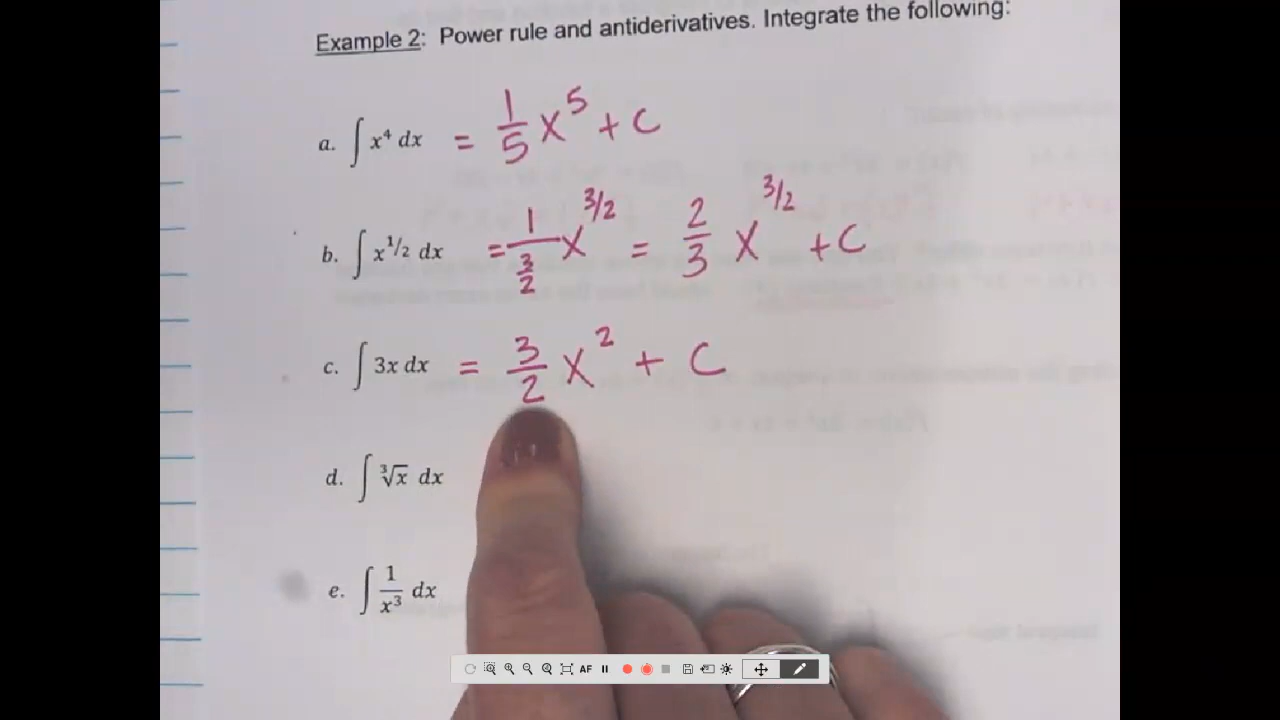 Example 2: Power rule and antiderivatives. Integrate the following:
a. ∫ x⁴ dx = 1/5 x⁵ + C
b. ∫ x^{1/2} dx = 1/(3/2) x^{3/2} = 2/3 x^{3/2} + C
c. ∫ 3x dx = 3/2 x² + C
d. ∫ ∛x dx
e. ∫ 1/x³ dx
AF